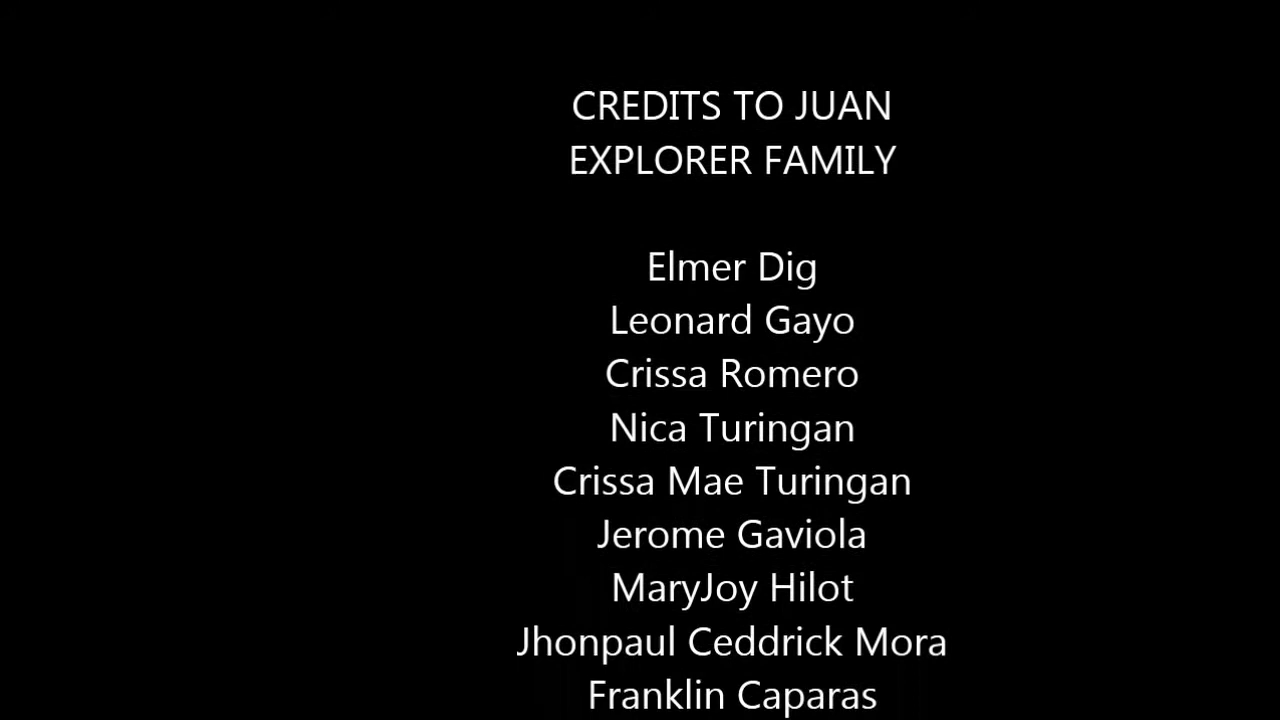 CREDITS TO JUAN
EXPLORER FAMILY
Elmer Dig
Leonard Gayo
Crissa Romero
Nica Turingan
Crissa Mae Turingan
Jerome Gaviola
MaryJoy Hilot
Jhonpaul Ceddrick Mora
Franklin Caparas